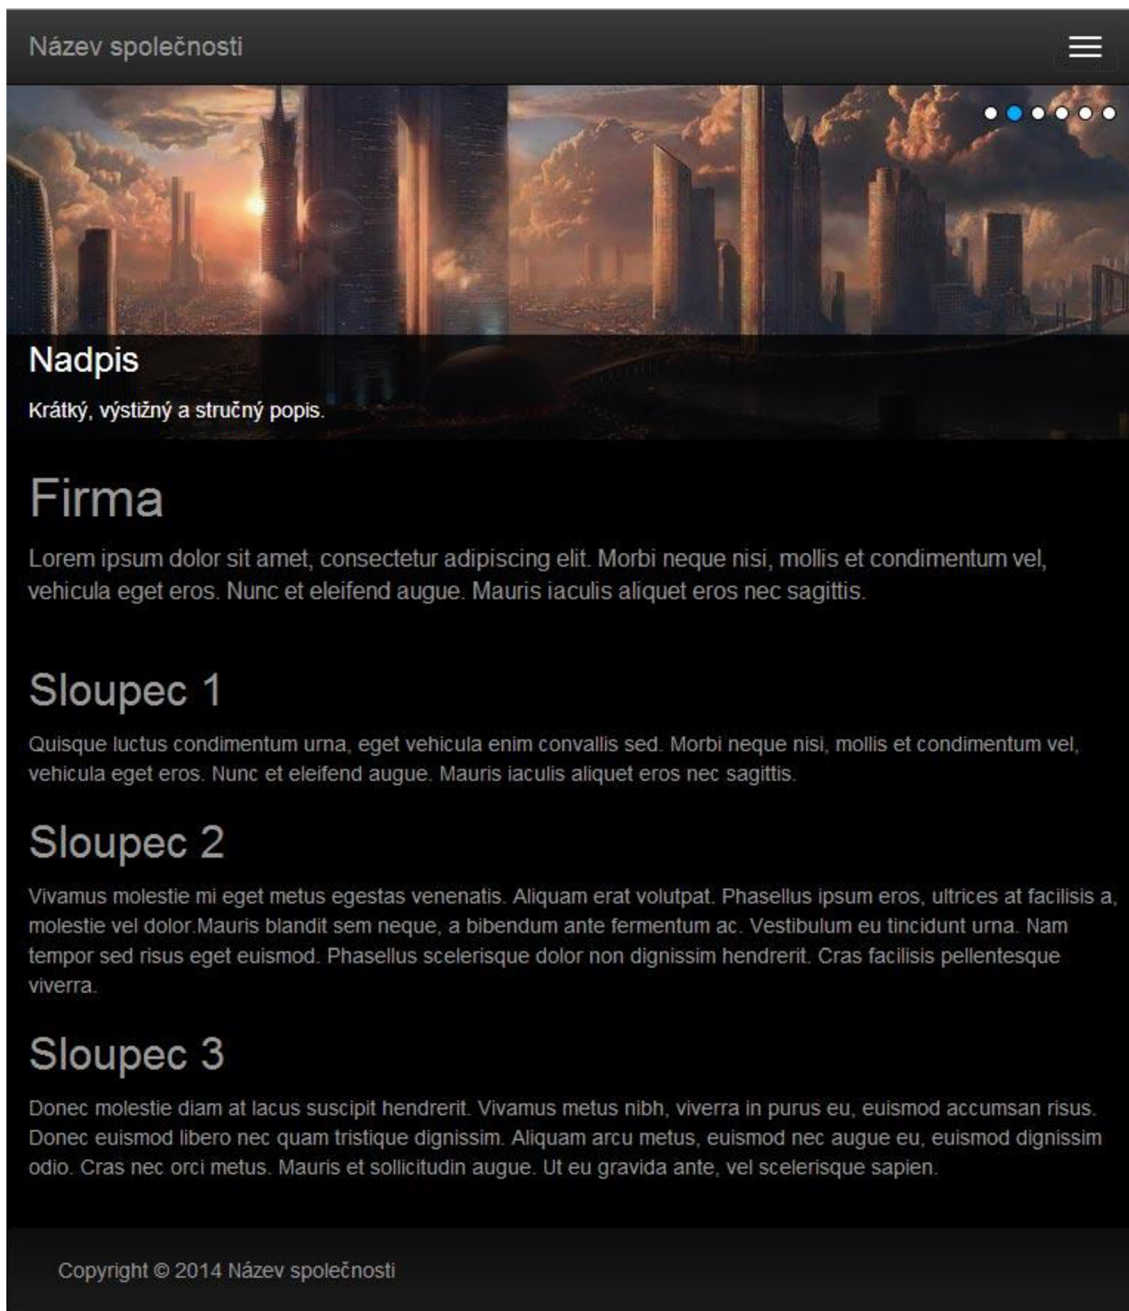 Název společnosti
Nadpis
Krátký, výstižný a stručný popis.
Firma
Lorem ipsum dolor sit amet, consectetur adipiscing elit. Morbi neque nisi, mollis et condimentum vel,
vehicula eget eros. Nunc et eleifend augue. Mauris iaculis aliquet eros nec sagittis.
Sloupec 1
Quisque luctus condimentum urna, eget vehicula enim convallis sed. Morbi neque nisi, mollis et condimentum vel,
vehicula eget eros. Nunc et eleifend augue. Mauris iaculis aliquet eros nec sagittis.
Sloupec 2
Vivamus molestie mi eget metus egestas venenatis. Aliquam erat volutpat. Phasellus ipsum eros, ultrices at facilisis a,
molestie vel dolor.Mauris blandit sem neque, a bibendum ante fermentum ac. Vestibulum eu tincidunt urna. Nam
tempor sed risus eget euismod. Phasellus scelerisque dolor non dignissim hendrerit. Cras facilisis pellentesque
viverra.
Sloupec 3
Donec molestie diam at lacus suscipit hendrerit. Vivamus metus nibh, viverra in purus eu, euismod accumsan risus.
Donec euismod libero nec quam tristique dignissim. Aliquam arcu metus, euismod nec augue eu, euismod dignissim
odio. Cras nec orci metus. Mauris et sollicitudin augue. Ut eu gravida ante, vel scelerisque sapien.
Copyright © 2014 Název společnosti